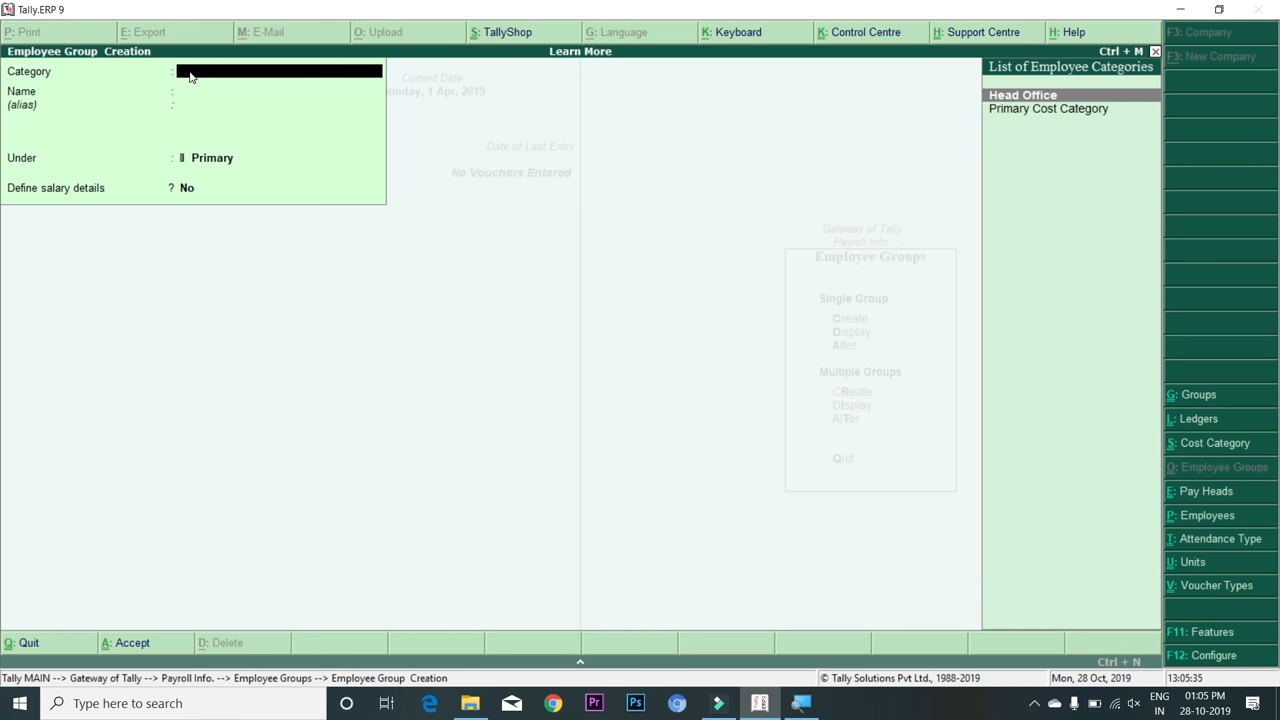 Tally.ERP 9
P: Print
E: Export
M: E-Mail
O: Upload
S: TallyShop
G: Language
K: Keyboard
K: Control Centre
H: Support Centre
H: Help
Employee Group Creation
Learn More
Ctrl + M
Category :
Name :
(alias) :
Under : Primary
Define salary details ? No
Current Date
onday, 1 Apr, 2019
Date of Last Entry
No Vouchers Entered
Gateway of Tally .....
Payroll Info. .....
Employee Groups
Single Group
Create
Display
Alter
Multiple Groups
CReate
DIsplay
AlTer
Quit
List of Employee Categories
Head Office
Primary Cost Category
F3: Company
F3: New Company
G: Groups
L: Ledgers
S: Cost Category
O: Employee Groups
E: Pay Heads
P: Employees
T: Attendance Type
U: Units
V: Voucher Types
F11: Features
F12: Configure
Q: Quit
A: Accept
D: Delete
Ctrl + N
Tally MAIN --> Gateway of Tally --> Payroll Info. --> Employee Groups --> Employee Group Creation
© Tally Solutions Pvt Ltd., 1988-2019
Mon, 28 Oct, 2019
13:05:35
Type here to search
Pr
Ps
ENG
IN
01:05 PM
28-10-2019